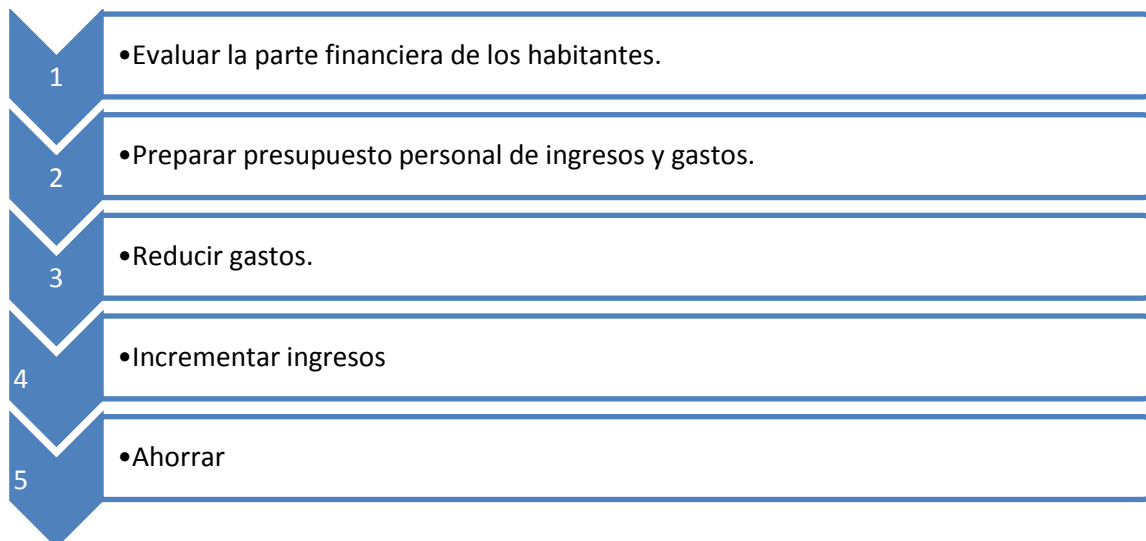 1
•Evaluar la parte financiera de los habitantes.
2
•Preparar presupuesto personal de ingresos y gastos.
3
•Reducir gastos.
4
•Incrementar ingresos
5
•Ahorrar